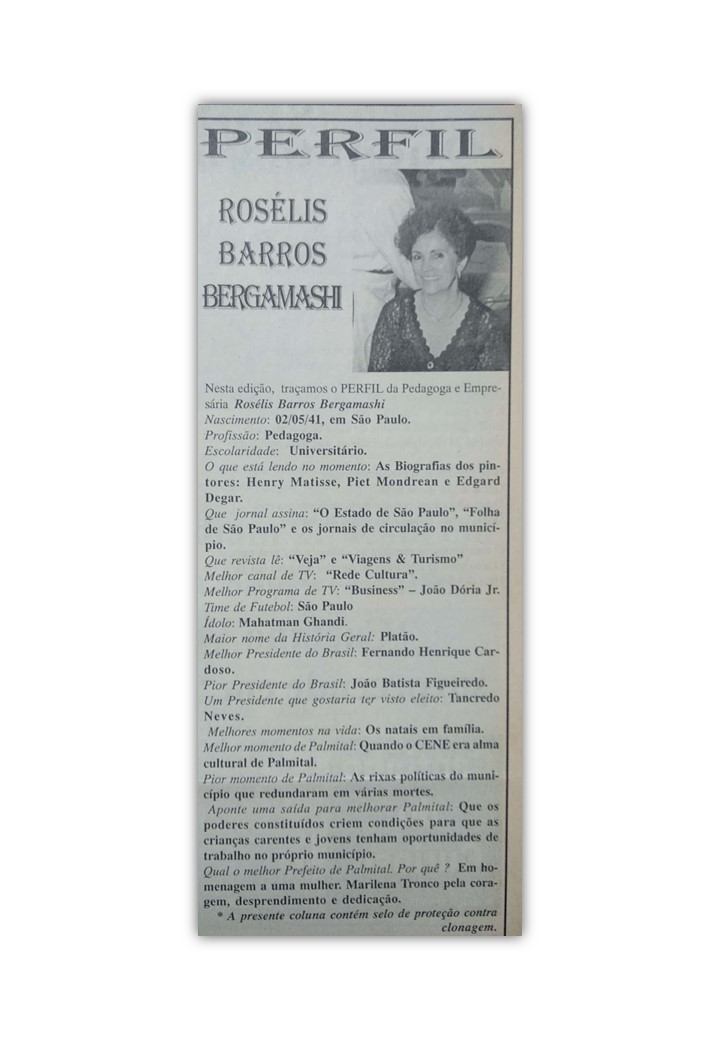 PERFIL
ROSÉLIS
BARROS
BERGAMASHI
Nesta edição, traçamos o PERFIL da Pedagoga e Empre-
sária Rosélis Barros Bergamashi
Nascimento: 02/05/41, em São Paulo.
Profissão: Pedagoga.
Escolaridade: Universitário.
O que está lendo no momento: As Biografias dos pin-
tores: Henry Matisse, Piet Mondrean e Edgard
Degar.
Que jornal assina: “O Estado de São Paulo”, “Folha
de São Paulo” e os jornais de circulação no municí-
pio.
Que revista lê: “Veja” e “Viagens & Turismo”
Melhor canal de TV: “Rede Cultura”.
Melhor Programa de TV: “Business” – João Dória Jr.
Time de Futebol: São Paulo
Ídolo: Mahatman Ghandi.
Maior nome da História Geral: Platão.
Melhor Presidente do Brasil: Fernando Henrique Car-
doso.
Pior Presidente do Brasil: João Batista Figueiredo.
Um Presidente que gostaria ter visto eleito: Tancredo
Neves.
Melhores momentos na vida: Os natais em família.
Melhor momento de Palmital: Quando o CENE era alma
cultural de Palmital.
Pior momento de Palmital: As rixas políticas do muni-
cípio que redundaram em várias mortes.
Aponte uma saída para melhorar Palmital: Que os
poderes constituídos criem condições para que as
crianças carentes e jovens tenham oportunidades de
trabalho no próprio município.
Qual o melhor Prefeito de Palmital. Por quê ? Em ho-
menagem a uma mulher. Marilena Tronco pela cora-
gem, desprendimento e dedicação.
* A presente coluna contém selo de proteção contra
clonagem.